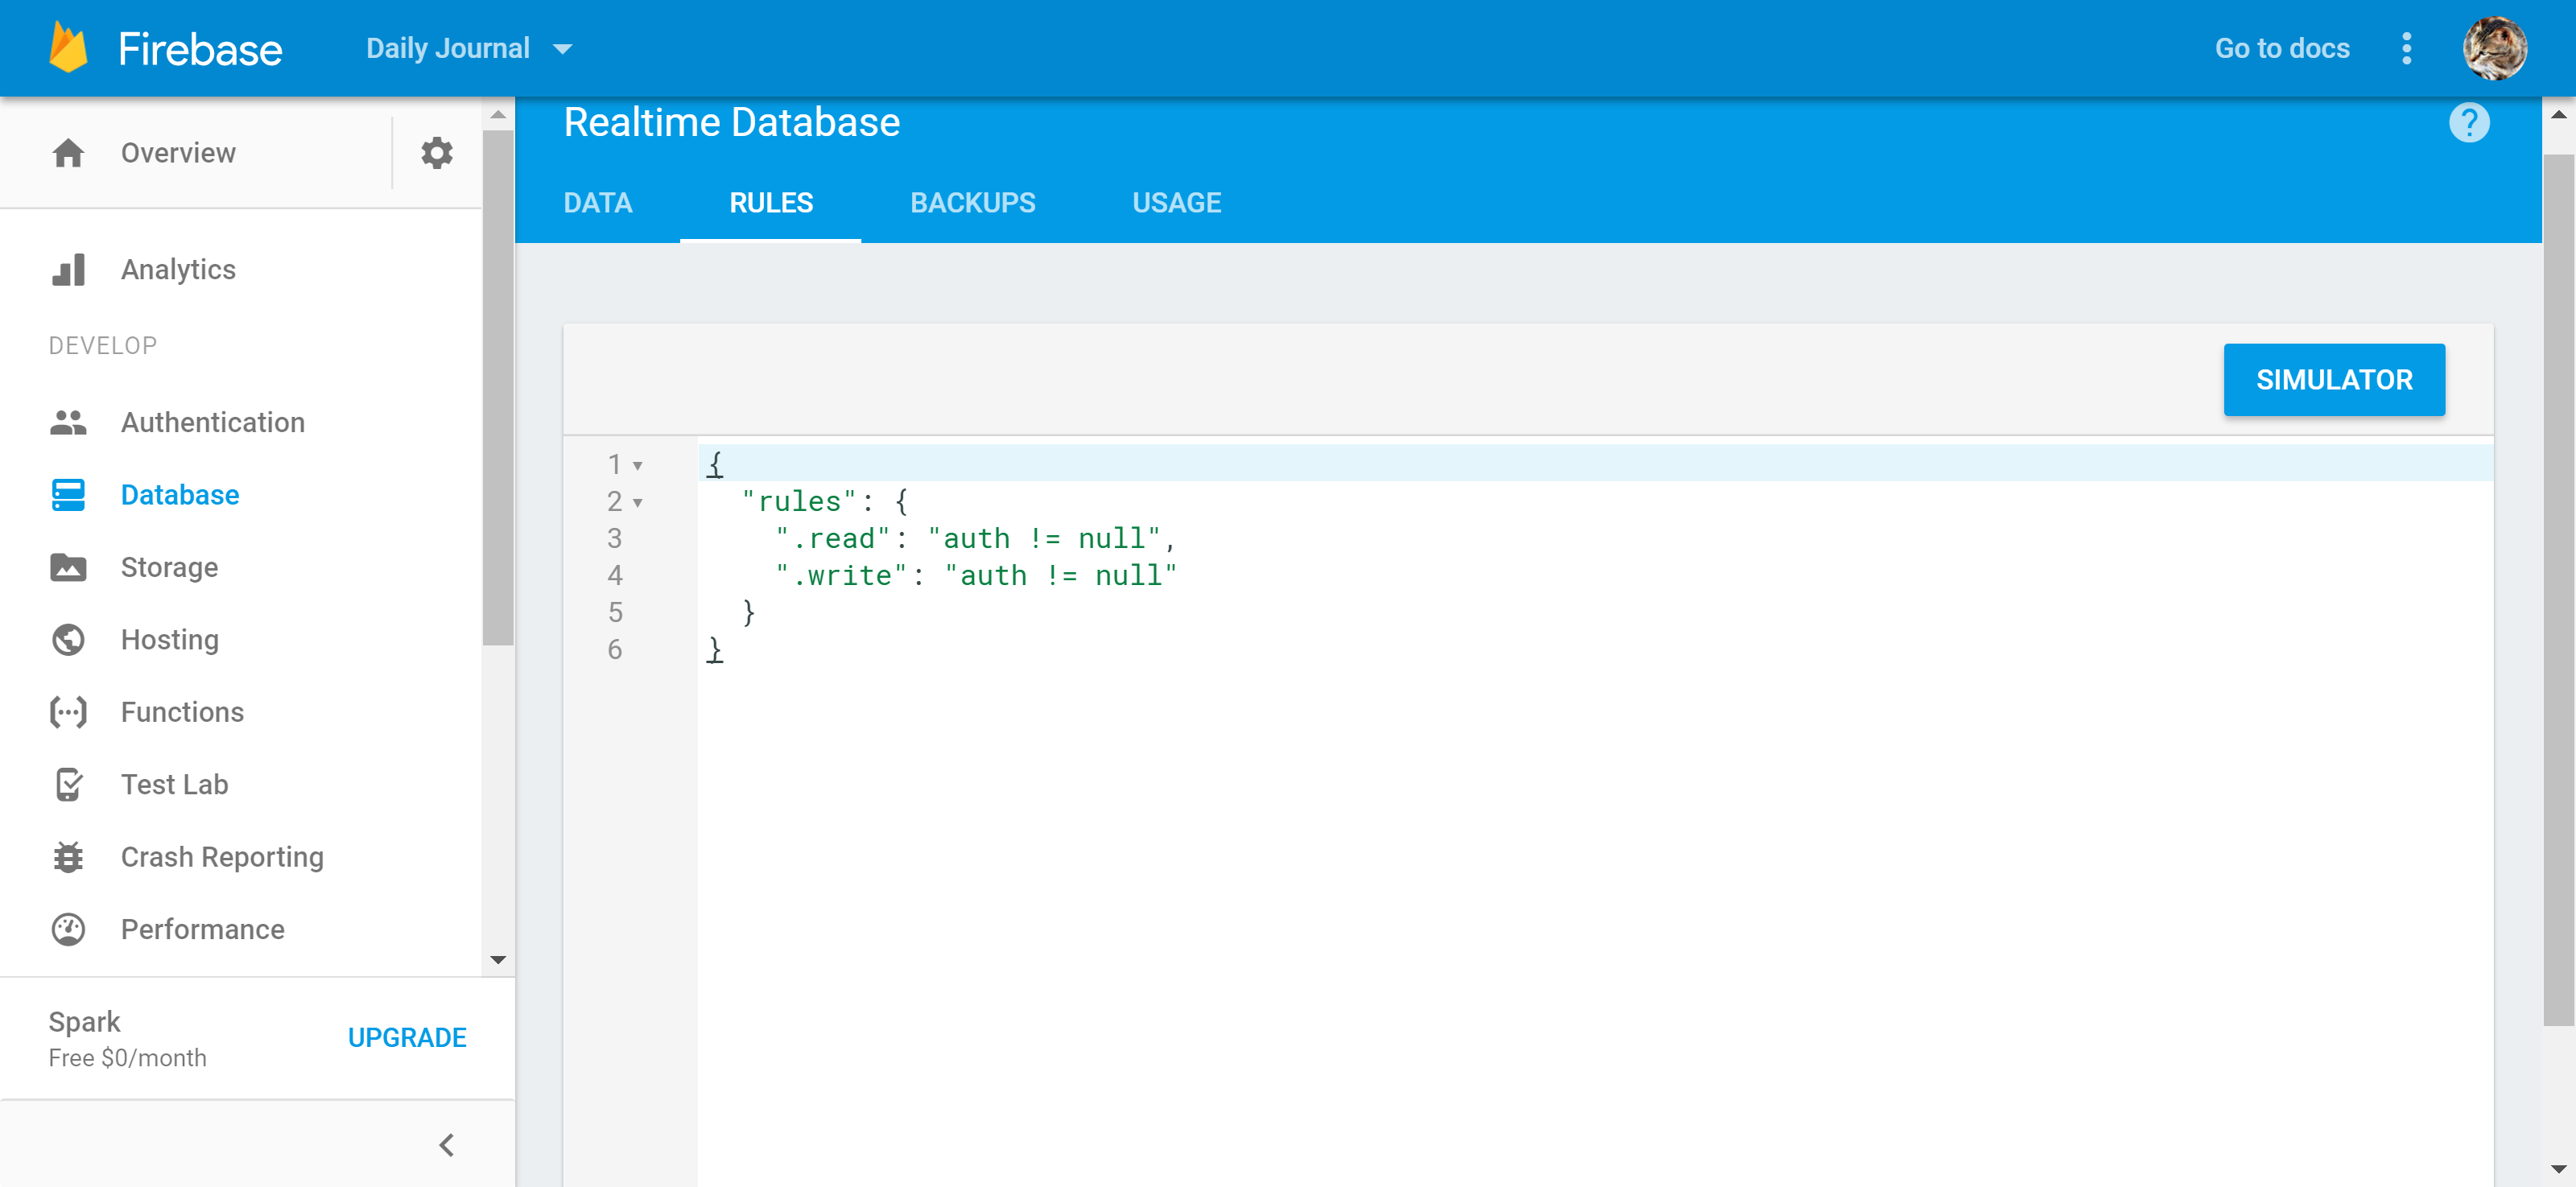 Firebase
Daily Journal
Go to docs
Overview
Analytics
DEVELOP
Authentication
Database
Storage
Hosting
Functions
Test Lab
Crash Reporting
Performance
Spark
Free $0/month
UPGRADE
Realtime Database
?
DATA RULES BACKUPS USAGE
SIMULATOR
1 {
2 "rules": {
3 ".read": "auth != null",
4 ".write": "auth != null"
5 }
6 }